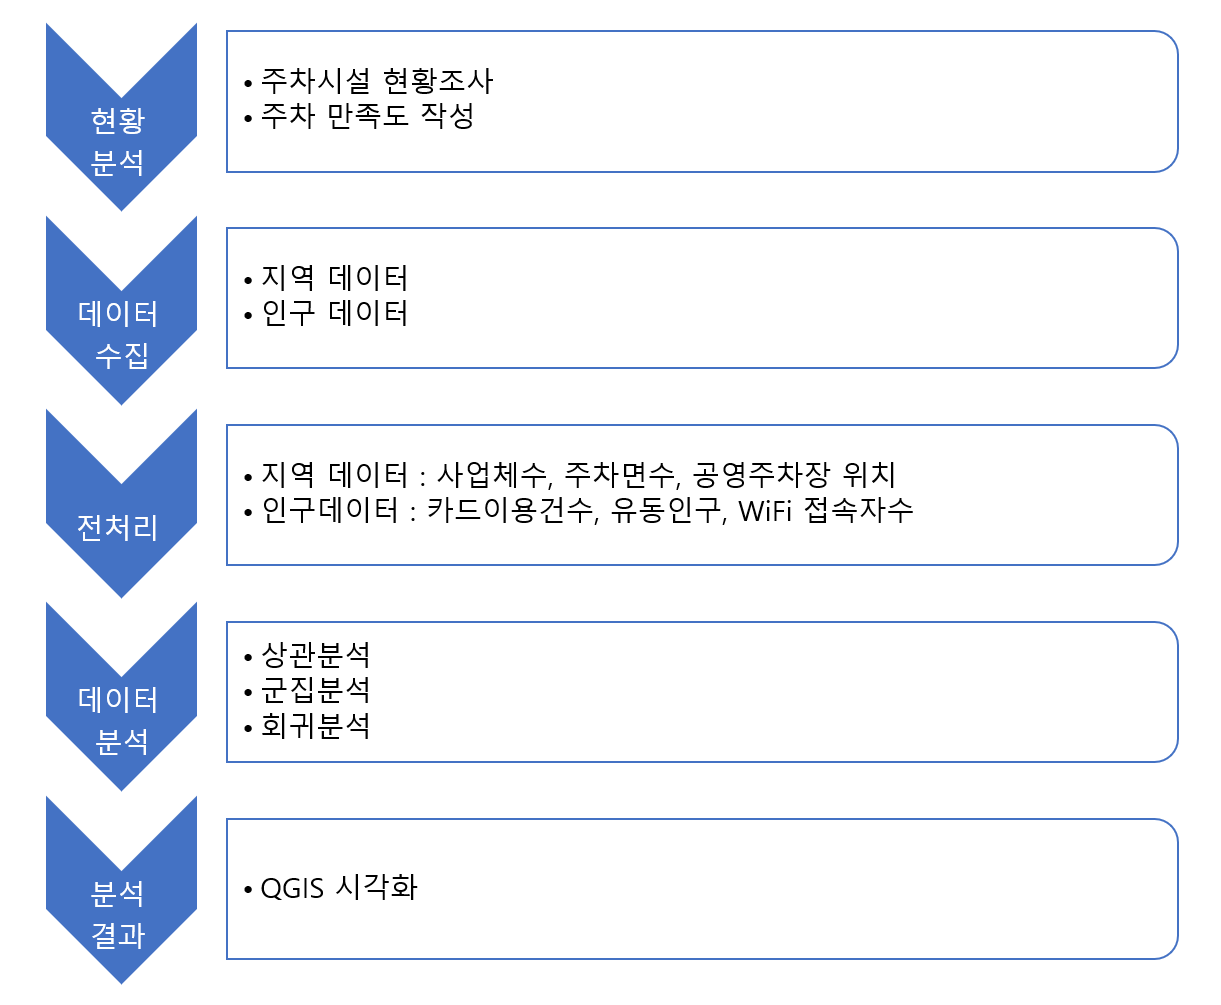 현황
분석
• 주차시설 현황조사
• 주차 만족도 작성
데이터
수집
• 지역 데이터
• 인구 데이터
전처리
• 지역 데이터 : 사업체수, 주차면수, 공영주차장 위치
• 인구데이터 : 카드이용건수, 유동인구, WiFi 접속자수
데이터
분석
• 상관분석
• 군집분석
• 회귀분석
분석
결과
• QGIS 시각화